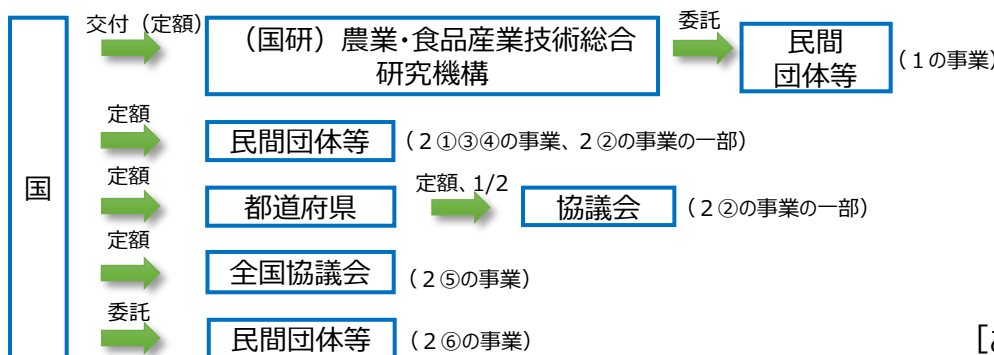 国
交付（定額）
（国研）農業・食品産業技術総合
研究機構
委託
民間
団体等
（１の事業）
定額
民間団体等
（２①③④の事業、２②の事業の一部）
定額
都道府県
定額、1/2
協議会
（２②の事業の一部）
定額
全国協議会
（２⑤の事業）
委託
民間団体等
（２⑥の事業）
［